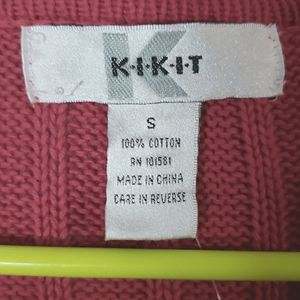 K
K·I·K·I·T
S
100% COTTON
RN 101581
MADE IN CHINA
CARE IN REVERSE